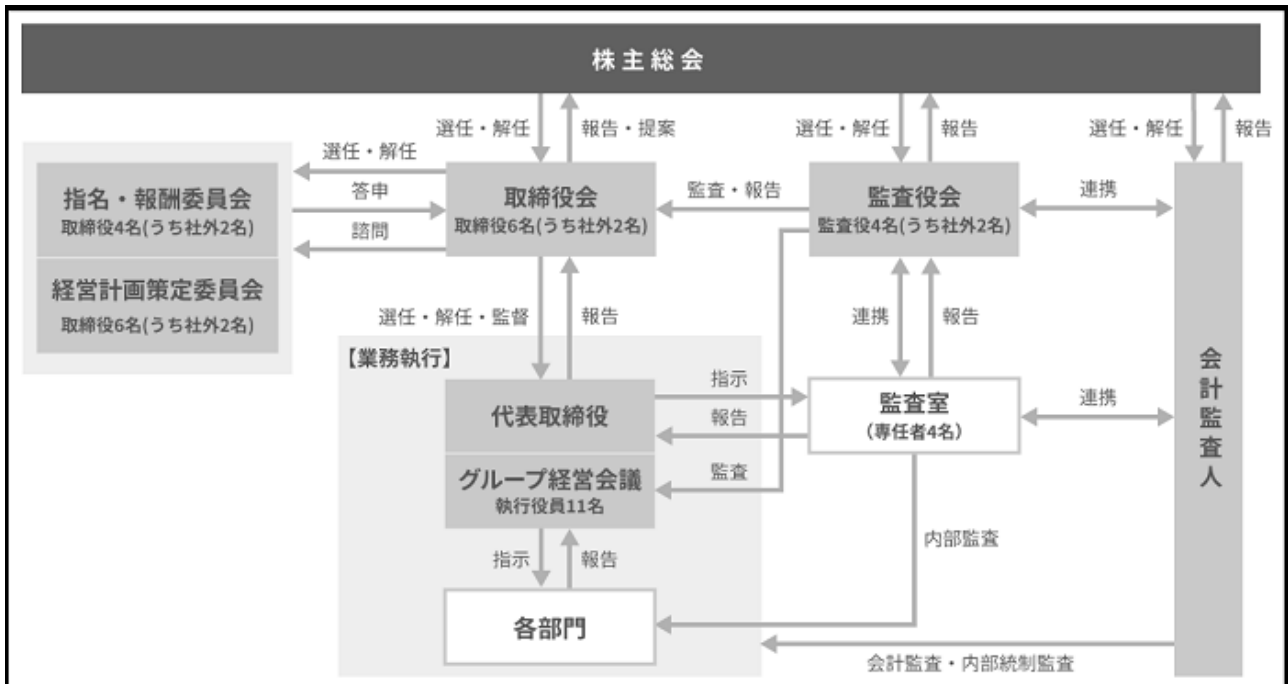 株主総会
選任・解任
報告・提案
選任・解任
報告
選任・解任
報告
選任・解任
答申
諮問
指名・報酬委員会
取締役4名(うち社外2名)
経営計画策定委員会
取締役6名(うち社外2名)
取締役会
取締役6名(うち社外2名)
監査・報告
監査役会
監査役4名(うち社外2名)
連携
選任・解任・監督
報告
連携
報告
【業務執行】
代表取締役
グループ経営会議
執行役員11名
指示
報告
監査
監査室
(専任者4名)
連携
会計監査人
指示
報告
内部監査
各部門
会計監査・内部統制監査